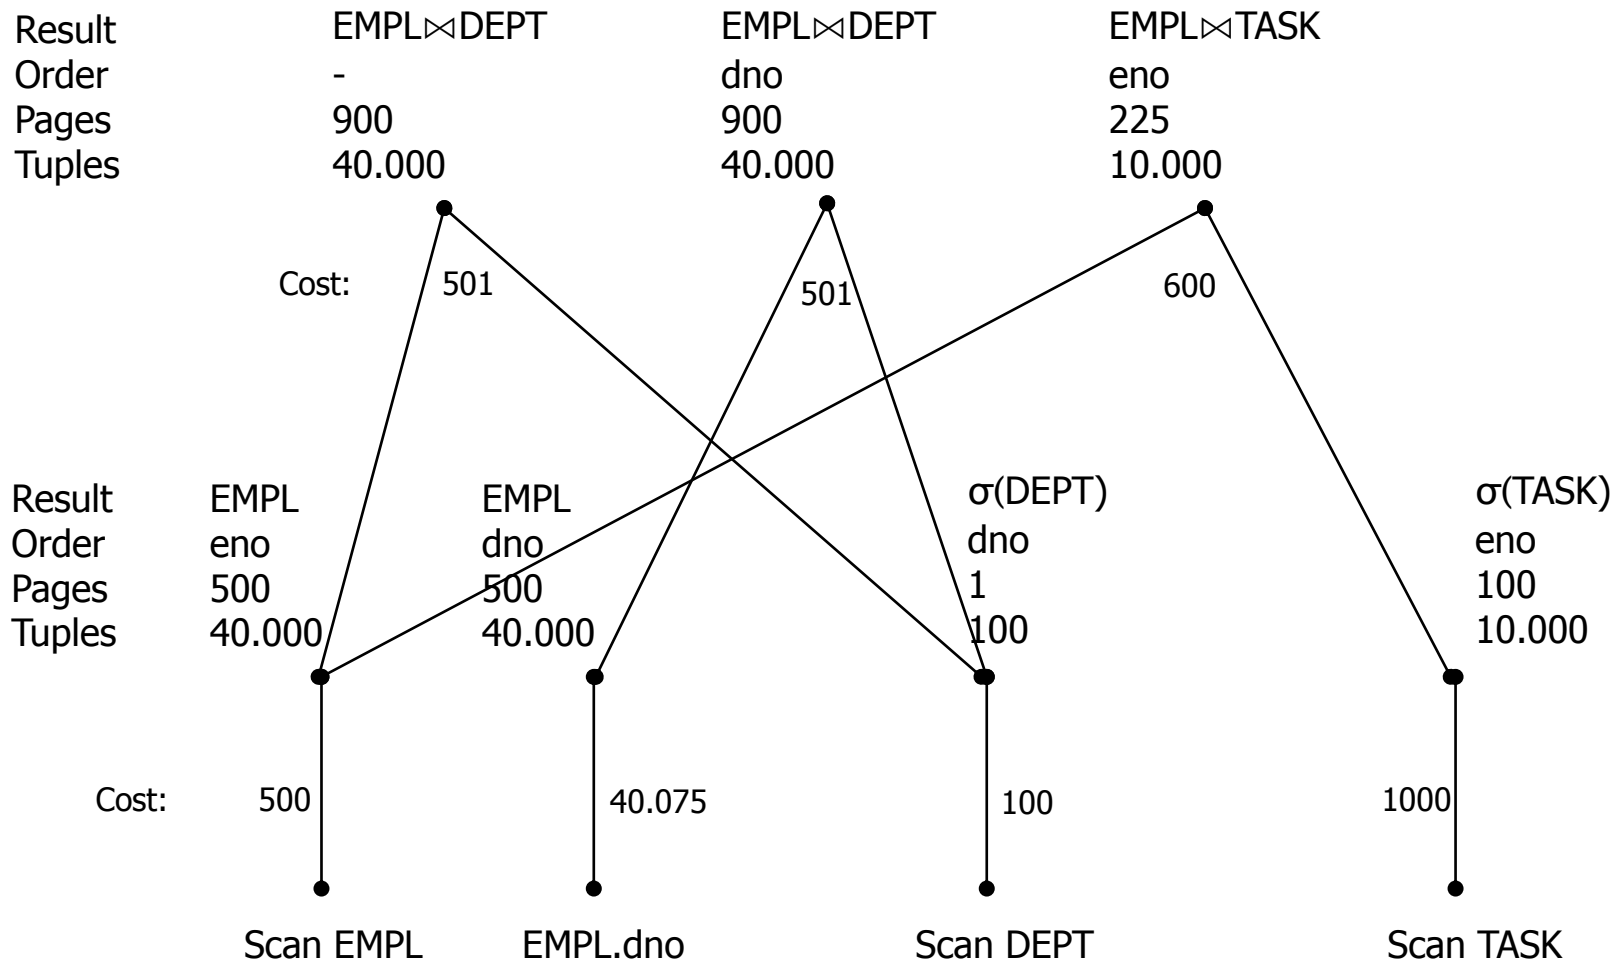 Result EMPL⋈DEPT EMPL⋈DEPT EMPL⋈TASK
Order - dno eno
Pages 900 900 225
Tuples 40.000 40.000 10.000
Cost: 501 501 600
Result EMPL EMPL σ(DEPT) σ(TASK)
Order eno dno dno eno
Pages 500 500 1 100
Tuples 40.000 40.000 100 10.000
Cost: 500 40.075 100 1000
Scan EMPL EMPL.dno Scan DEPT Scan TASK